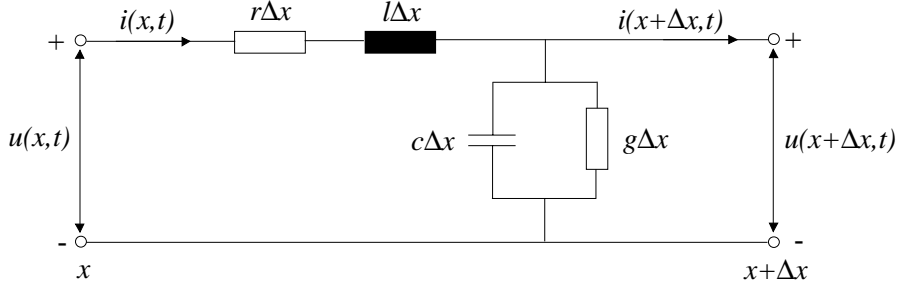 rΔx
lΔx
i(x,t)
i(x+Δx,t)
+
+
u(x,t)
cΔx
gΔx
u(x+Δx,t)
-
-
x
x+Δx